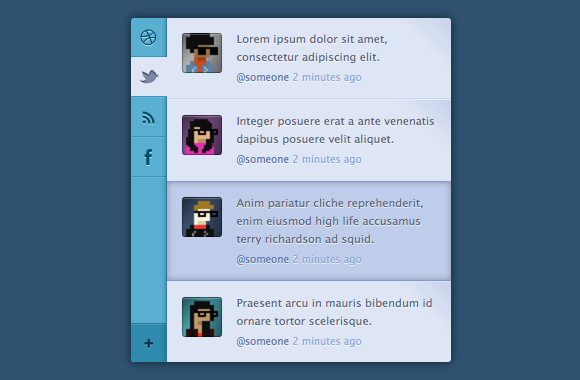 Lorem ipsum dolor sit amet,
consectetur adipiscing elit.
@someone 2 minutes ago
Integer posuere erat a ante venenatis
dapibus posuere velit aliquet.
@someone 2 minutes ago
Anim pariatur cliche reprehenderit,
enim eiusmod high life accusamus
terry richardson ad squid.
@someone 2 minutes ago
Praesent arcu in mauris bibendum id
ornare tortor scelerisque.
@someone 2 minutes ago